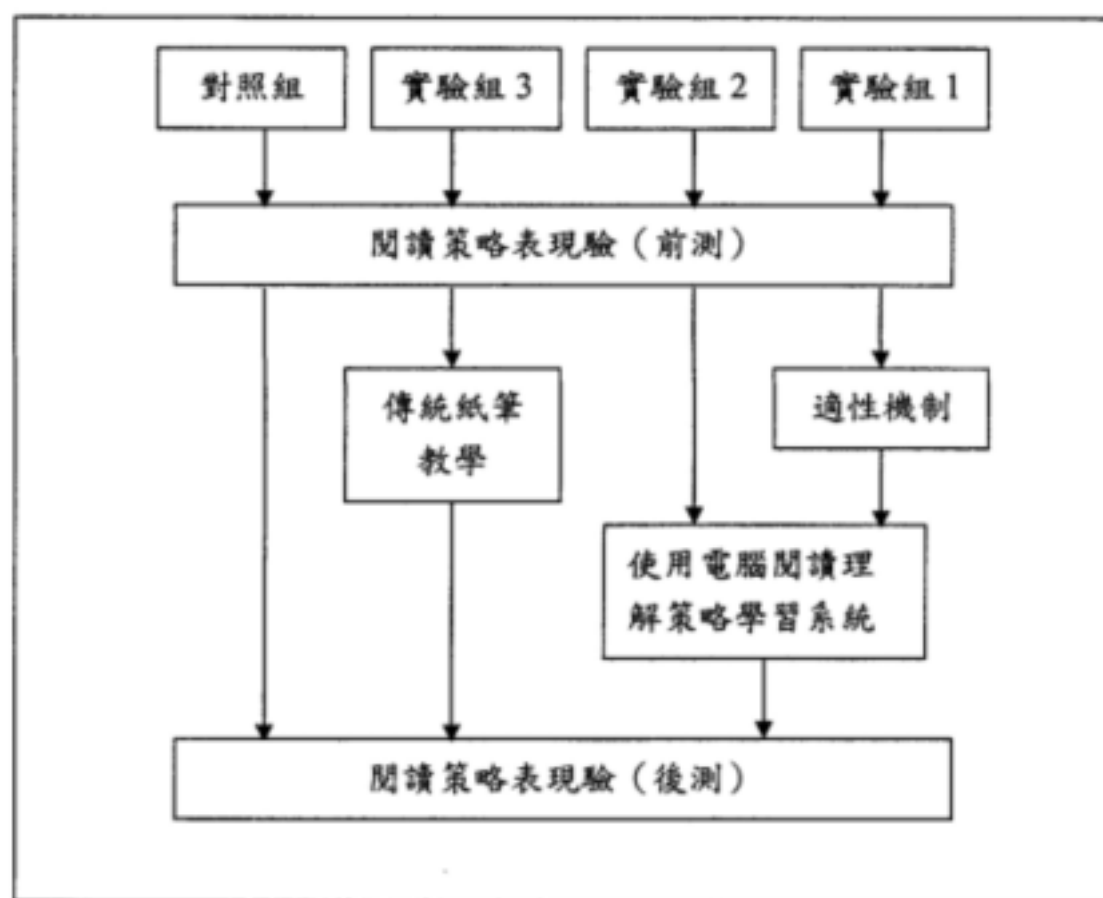 對照組
實驗組 3
實驗組 2
實驗組 1
閱讀策略表現驗（前測）
傳統紙筆
教學
適性機制
使用電腦閱讀理
解策略學習系統
閱讀策略表現驗（後測）